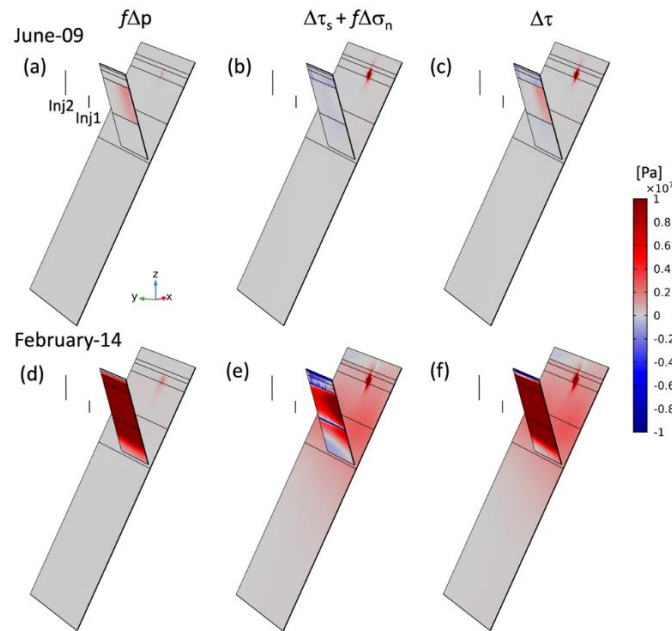 fΔp Δτs + fΔσn Δτ
June-09
(a) (b) (c)
Inj2
Inj1
[Pa]
×10⁷
1
0.8
0.6
0.4
0.2
0
-0.2
-0.4
-0.6
-0.8
-1
z
y x
February-14
(d) (e) (f)